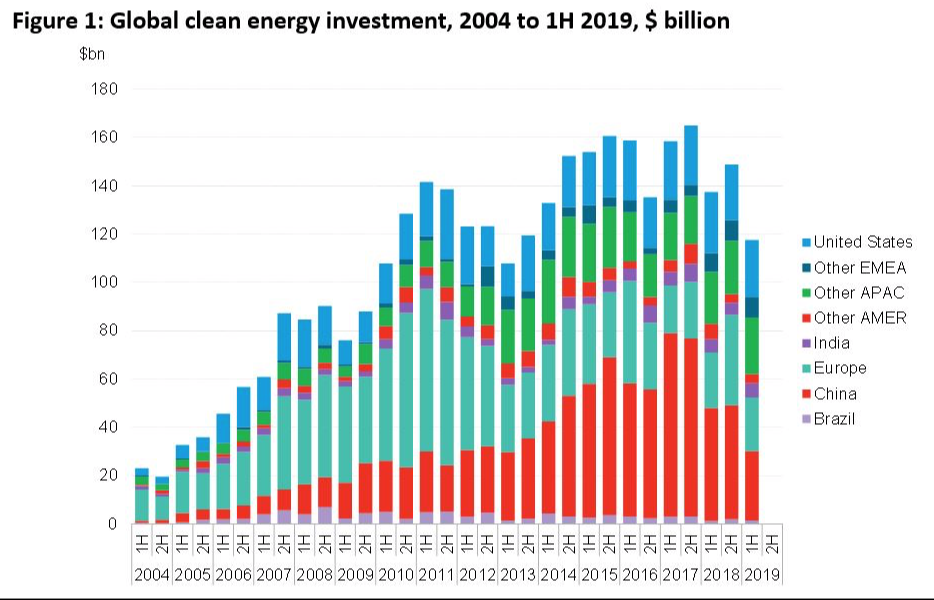 Figure 1: Global clean energy investment, 2004 to 1H 2019, $ billion
$bn
180
160
140
120
100
80
60
40
20
0
United States
Other EMEA
Other APAC
Other AMER
India
Europe
China
Brazil
1H 2H 1H 2H 1H 2H 1H 2H 1H 2H 1H 2H 1H 2H 1H 2H 1H 2H 1H 2H 1H 2H 1H 2H 1H 2H 1H 2H 1H 2H 1H 2H
2004 2005 2006 2007 2008 2009 2010 2011 2012 2013 2014 2015 2016 2017 2018 2019